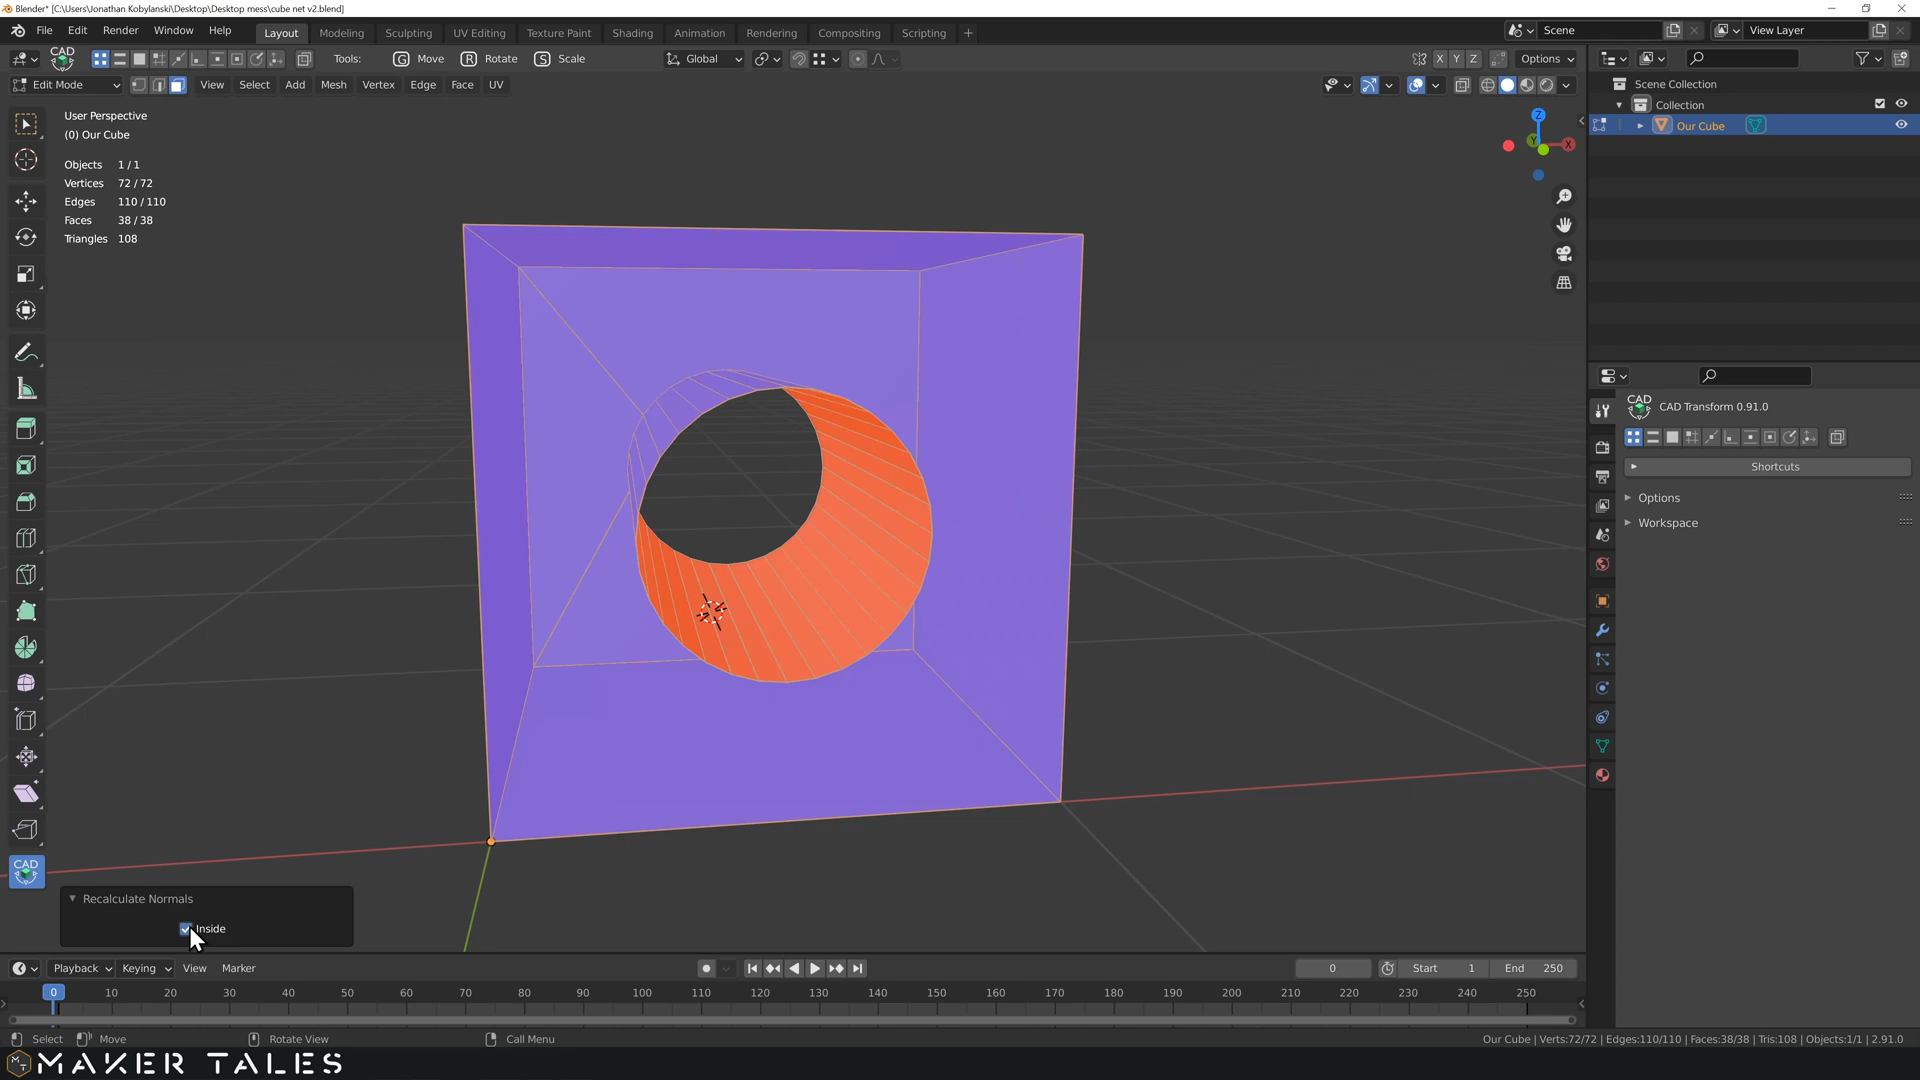 Blender* [C:\Users\Jonathan Kobylanski\Desktop\Desktop mess\cube net v2.blend]
File Edit Render Window Help Layout Modeling Sculpting UV Editing Texture Paint Shading Animation Rendering Compositing Scripting + Scene View Layer
CAD Tools: G Move R Rotate S Scale Global X Y Z Options
Edit Mode View Select Add Mesh Vertex Edge Face UV
Scene Collection
Collection
Our Cube
User Perspective
(0) Our Cube
Objects 1/1
Vertices 72/72
Edges 110/110
Faces 38/38
Triangles 108
Z
Y
X
CAD CAD Transform 0.91.0
Shortcuts
Options
Workspace
CAD
Recalculate Normals
Inside
Playback Keying View Marker 0 Start 1 End 250
0 10 20 30 40 50 60 70 80 90 100 110 120 130 140 150 160 170 180 190 200 210 220 230 240 250
Select Move Rotate View Call Menu Our Cube | Verts:72/72 | Edges:110/110 | Faces:38/38 | Tris:108 | Objects:1/1 | 2.91.0
MT MAKER TALES